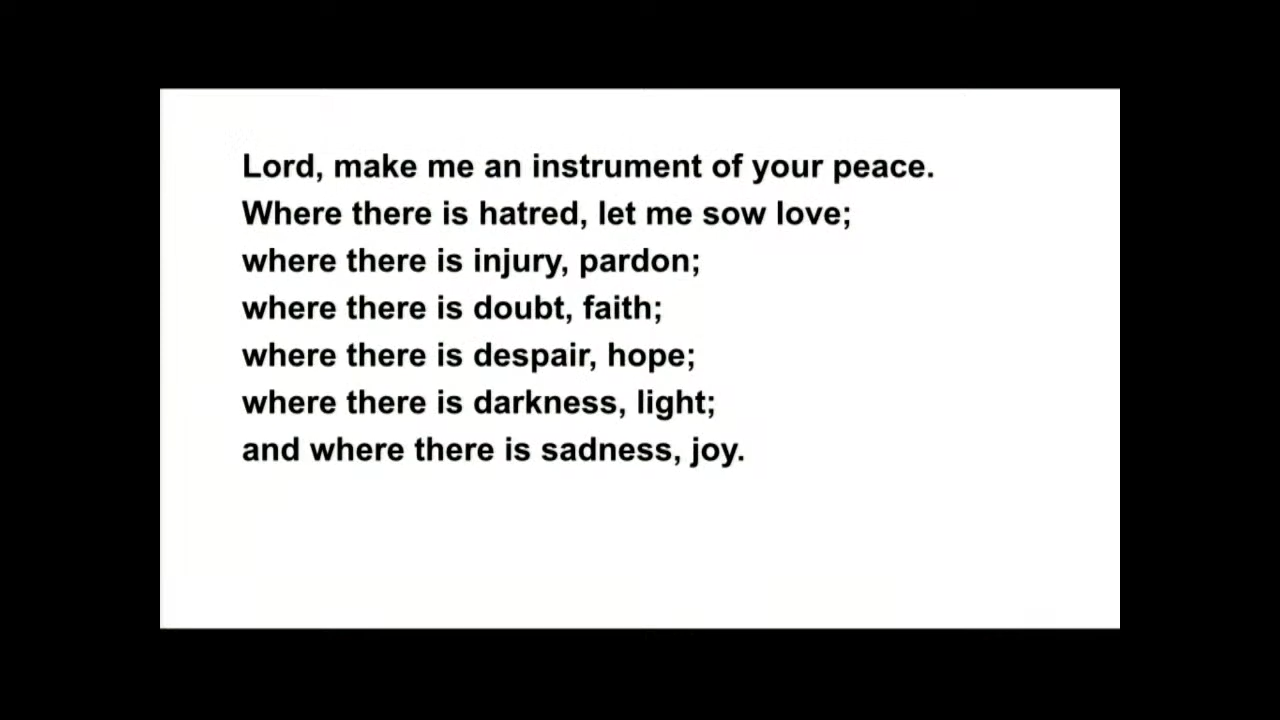 Lord, make me an instrument of your peace.
Where there is hatred, let me sow love;
where there is injury, pardon;
where there is doubt, faith;
where there is despair, hope;
where there is darkness, light;
and where there is sadness, joy.